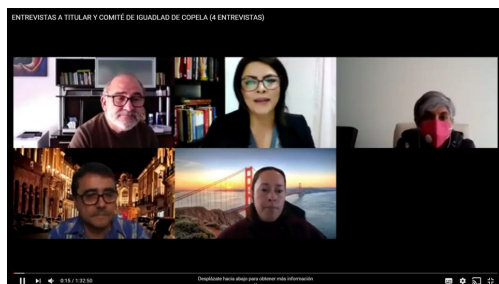 ENTREVISTAS A TITULAR Y COMITÉ DE IGUADLAD DE COPELA (4 ENTREVISTAS)
0:15 / 1:32:50
Desplázate hacia abajo para obtener más información